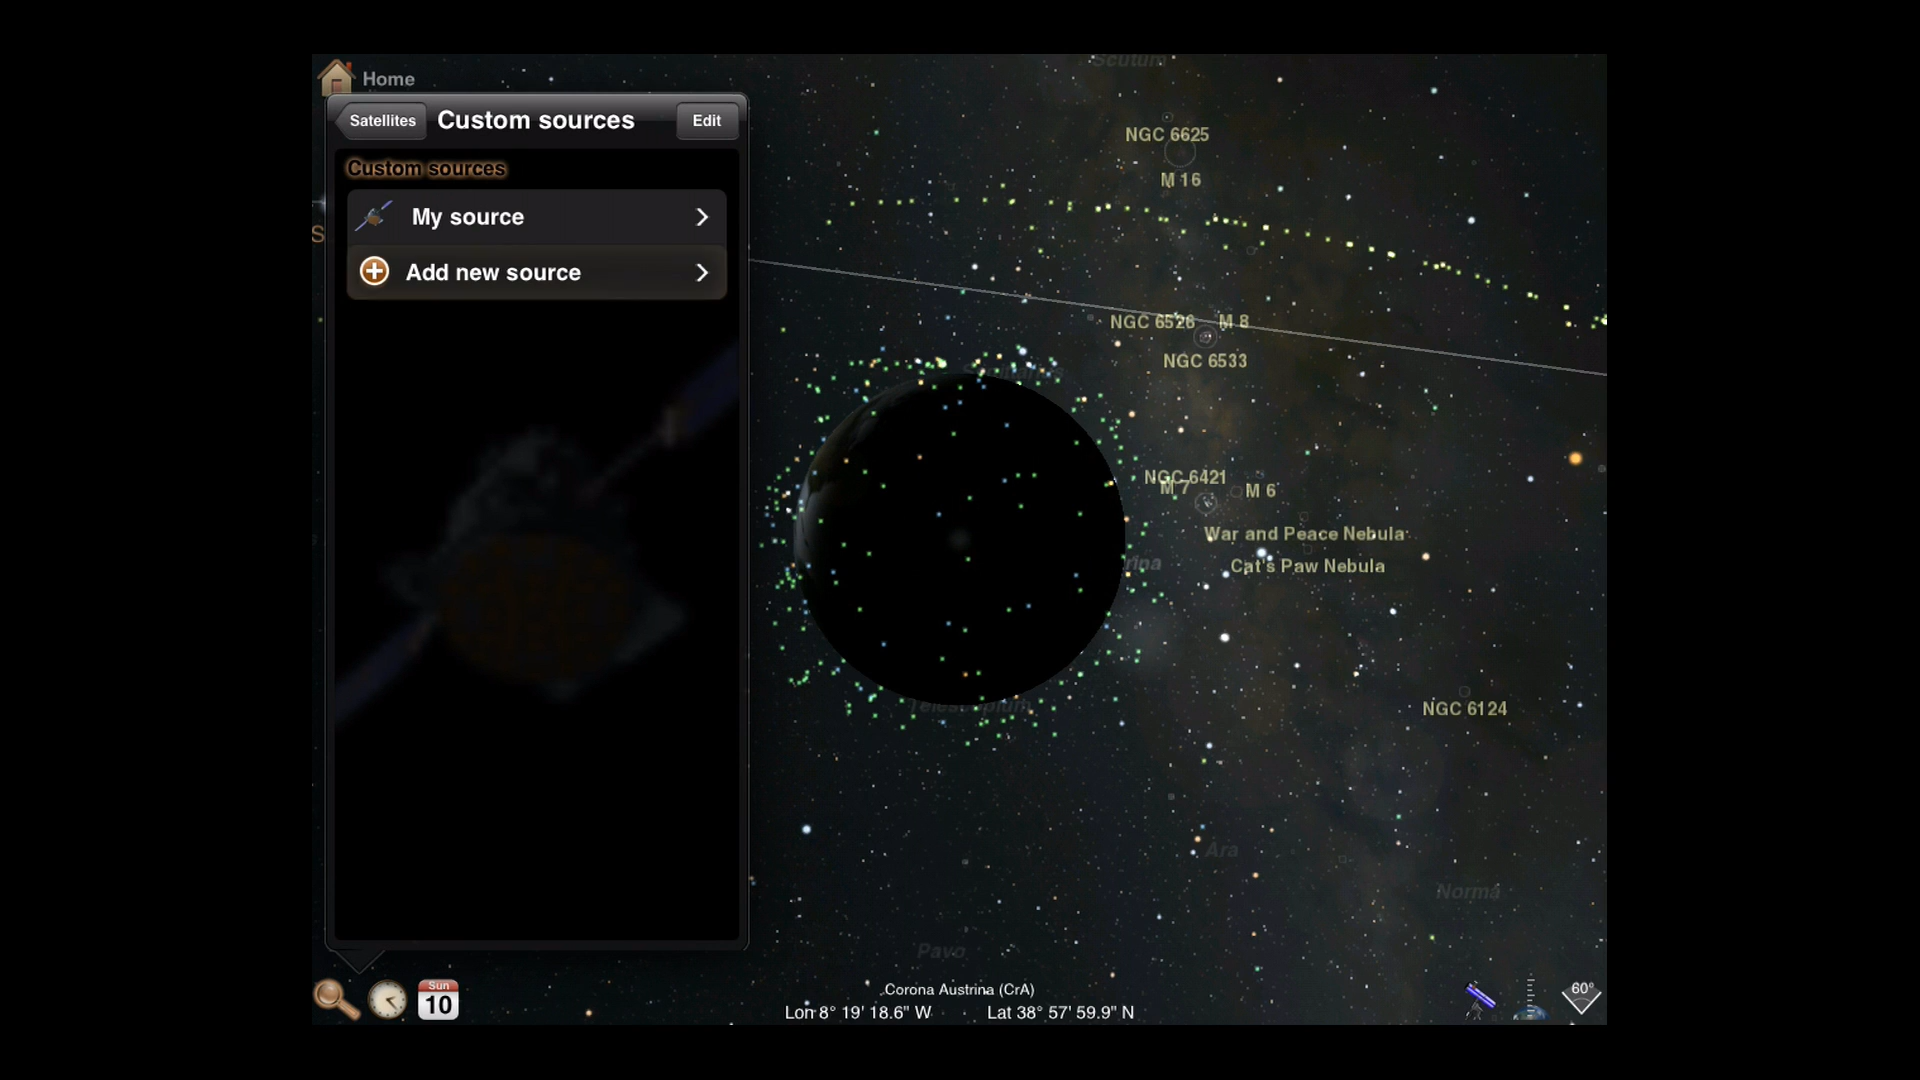 Home
Satellites
Custom sources
Edit
Custom sources
My source
Add new source
Scutum
NGC 6625
M 16
NGC 6526
M 8
NGC 6533
NGC 6421
M 7
M 6
War and Peace Nebula
Cat's Paw Nebula
NGC 6124
Telescopium
Ara
Norma
Pavo
Sun
10
Corona Austrina (CrA)
Lon 8° 19' 18.6" W
Lat 38° 57' 59.9" N
60°